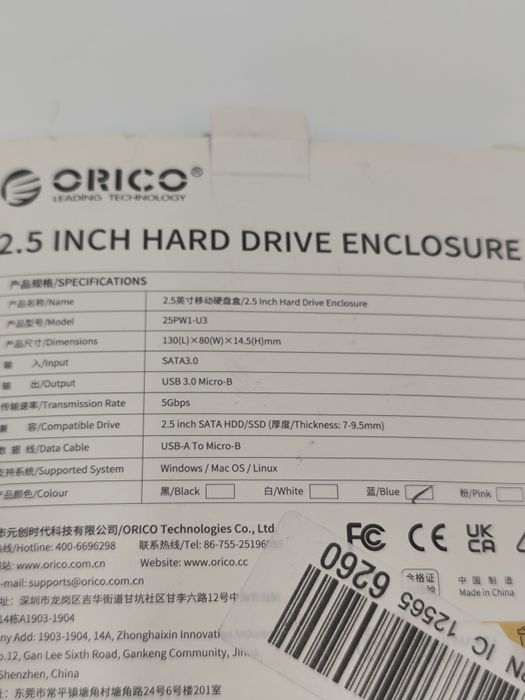 ORICO®
LEADING TECHNOLOGY
2.5 INCH HARD DRIVE ENCLOSURE
产品规格/SPECIFICATIONS
产品名称/Name 2.5英寸移动硬盘盒/2.5 Inch Hard Drive Enclosure
产品型号/Model 25PW1-U3
产品尺寸/Dimensions 130(L)×80(W)×14.5(H)mm
输 入/Input SATA3.0
输 出/Output USB 3.0 Micro-B
传输速率/Transmission Rate 5Gbps
兼 容/Compatible Drive 2.5 inch SATA HDD/SSD (厚度/Thickness: 7-9.5mm)
数 据 线/Data Cable USB-A To Micro-B
支持系统/Supported System Windows / Mac OS / Linux
产品颜色/Colour 黑/Black 白/White 蓝/Blue 粉/Pink
市元创时代科技有限公司/ORICO Technologies Co., Ltd
热线/Hotline: 400-6696298 联系热线/Tel: 86-755-25196
网站: www.orico.com.cn Website: www.orico.cc
-mail: supports@orico.com.cn
址: 深圳市龙岗区吉华街道甘坑社区甘李六路12号中
14栋A1903-1904
ny Add: 1903-1904, 14A, Zhonghaixin Innovati
o.12, Gan Lee Sixth Road, Gankeng Community,
Shenzhen, China
址: 东莞市常平镇塘角村塘角路24号6号楼201室
FC CE UK CA
合格证
中国制造
Made in China
6260
0929
N IC 12565